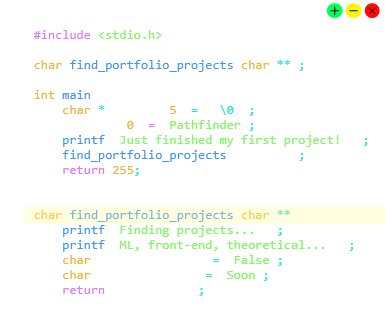 #include <stdio.h>
char find_portfolio_projects char ** ;
int main
char * 5 = \0 ;
0 = Pathfinder ;
printf Just finished my first project! ;
find_portfolio_projects ;
return 255;
char find_portfolio_projects char **
printf Finding projects... ;
printf ML, front-end, theoretical... ;
char = False ;
char = Soon ;
return ;